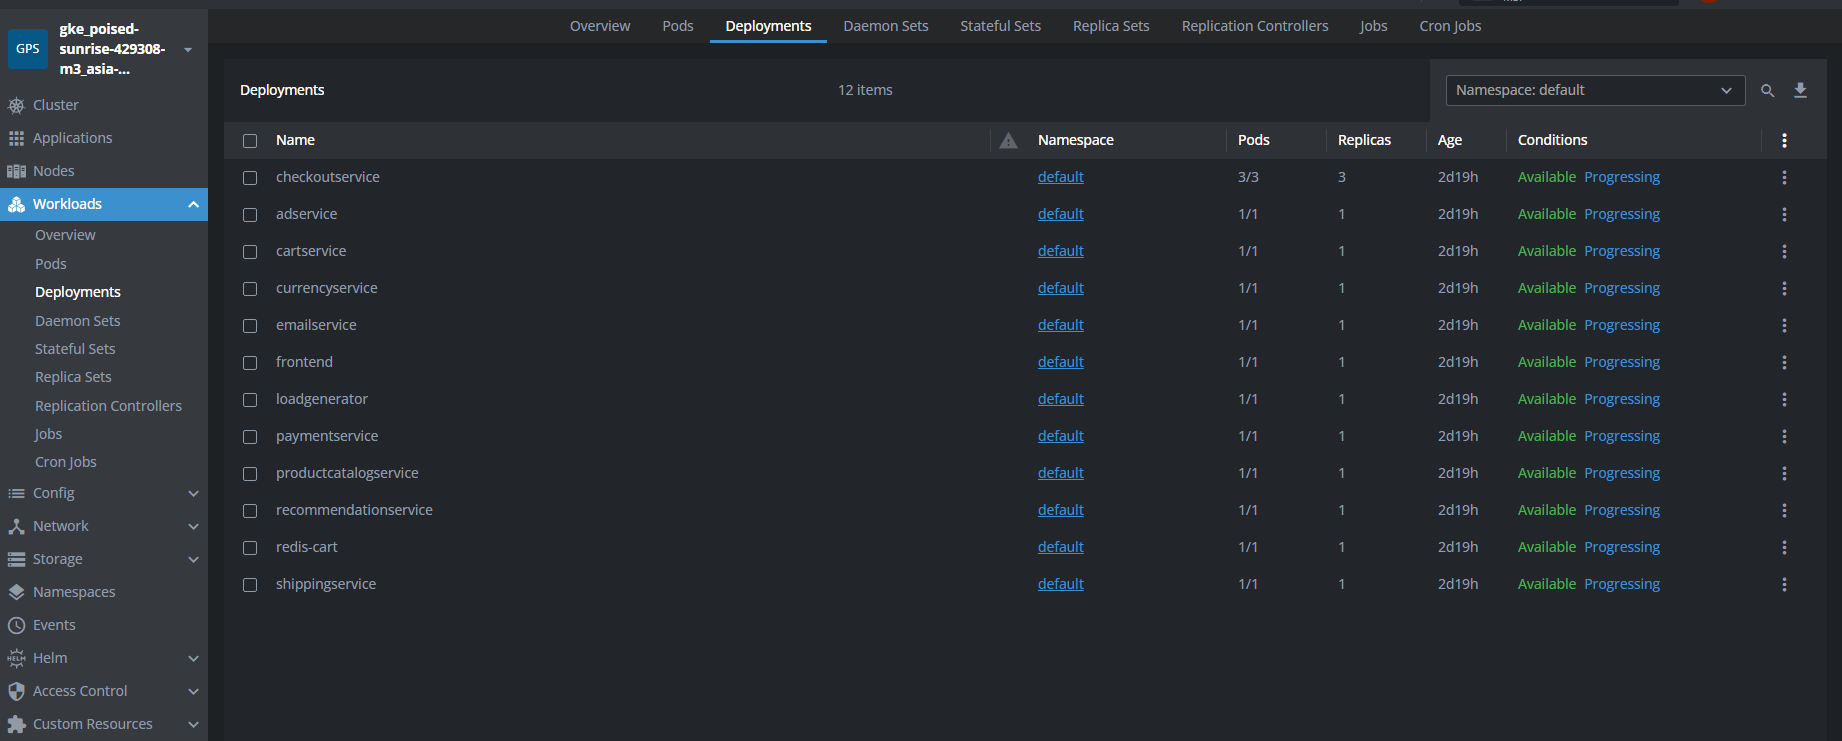 GPS
gke_poised-
sunrise-429308-
m3_asia-...
Cluster
Applications
Nodes
Workloads
Overview
Pods
Deployments
Daemon Sets
Stateful Sets
Replica Sets
Replication Controllers
Jobs
Cron Jobs
Config
Network
Storage
Namespaces
Events
HELM Helm
Access Control
Custom Resources
Overview Pods Deployments Daemon Sets Stateful Sets Replica Sets Replication Controllers Jobs Cron Jobs
Deployments 12 items Namespace: default
Name Namespace Pods Replicas Age Conditions
checkoutservice default 3/3 3 2d19h Available Progressing
adservice default 1/1 1 2d19h Available Progressing
cartservice default 1/1 1 2d19h Available Progressing
currencyservice default 1/1 1 2d19h Available Progressing
emailservice default 1/1 1 2d19h Available Progressing
frontend default 1/1 1 2d19h Available Progressing
loadgenerator default 1/1 1 2d19h Available Progressing
paymentservice default 1/1 1 2d19h Available Progressing
productcatalogservice default 1/1 1 2d19h Available Progressing
recommendationservice default 1/1 1 2d19h Available Progressing
redis-cart default 1/1 1 2d19h Available Progressing
shippingservice default 1/1 1 2d19h Available Progressing